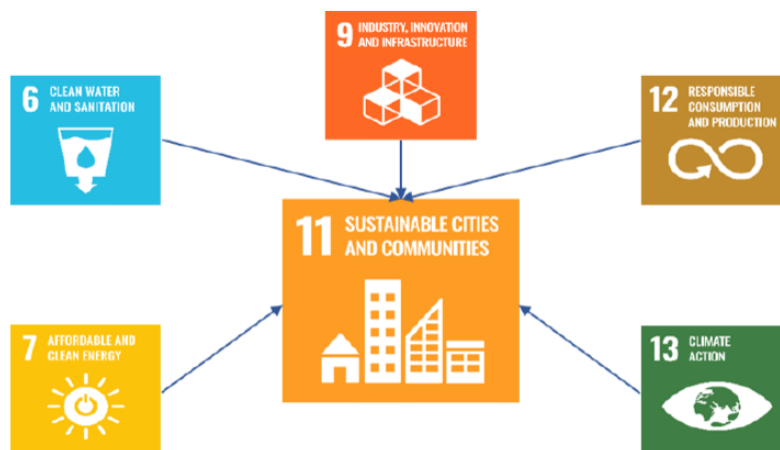 9 INDUSTRY, INNOVATION
AND INFRASTRUCTURE
6 CLEAN WATER
AND SANITATION
12 RESPONSIBLE
CONSUMPTION
AND PRODUCTION
11 SUSTAINABLE CITIES
AND COMMUNITIES
7 AFFORDABLE AND
CLEAN ENERGY
13 CLIMATE
ACTION